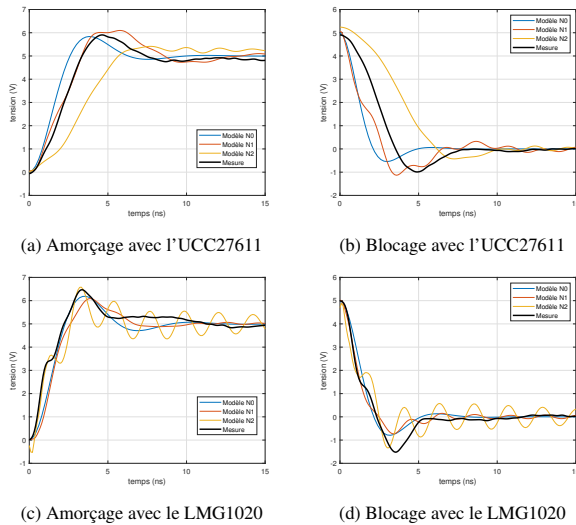 7
6
5
4
3
2
1
0
-1
0 5 10 15
temps (ns)
tension (V)
Modèle N0
Modèle N1
Modèle N2
Mesure
(a) Amorçage avec l'UCC27611
6
5
4
3
2
1
0
-1
-2
0 5 10 15
temps (ns)
tension (V)
Modèle N0
Modèle N1
Modèle N2
Mesure
(b) Blocage avec l'UCC27611
7
6
5
4
3
2
1
0
-1
0 5 10 15
temps (ns)
tension (V)
Modèle N0
Modèle N1
Modèle N2
Mesure
(c) Amorçage avec le LMG1020
6
5
4
3
2
1
0
-1
-2
0 5 10 15
temps (ns)
tension (V)
Modèle N0
Modèle N1
Modèle N2
Mesure
(d) Blocage avec le LMG1020